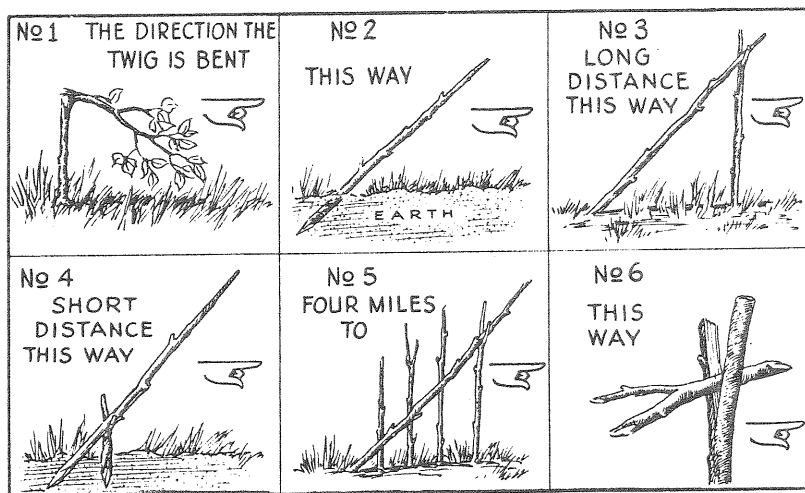 No 1 THE DIRECTION THE
TWIG IS BENT
No 2
THIS WAY
EARTH
No 3
LONG
DISTANCE
THIS WAY
No 4
SHORT
DISTANCE
THIS WAY
No 5
FOUR MILES
TO
No 6
THIS
WAY